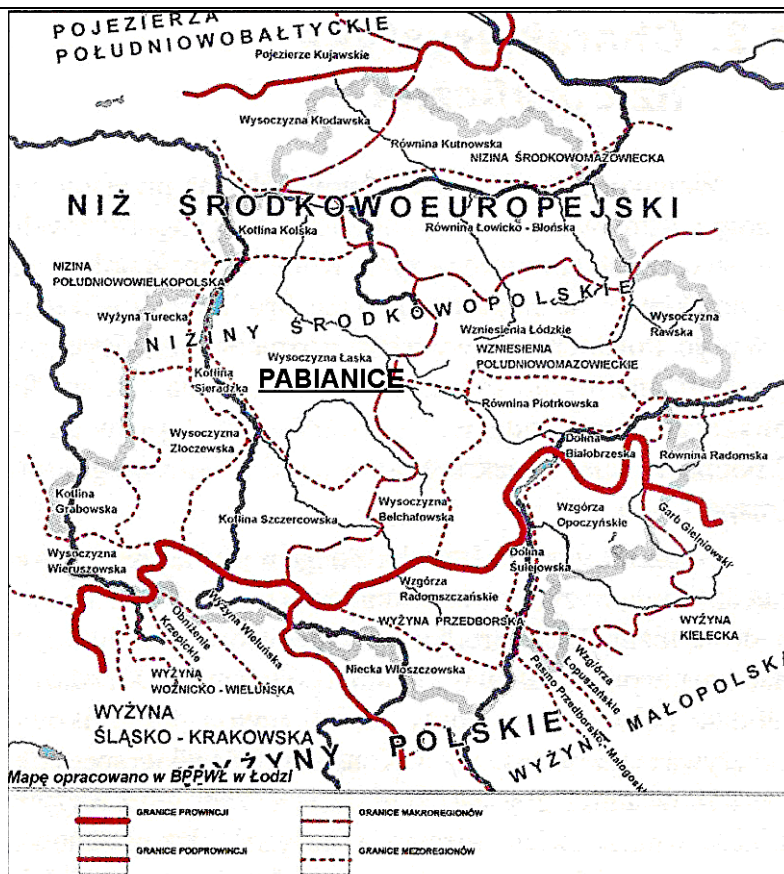 POJEZIERZA
POŁUDNIOWOBAŁTYCKIE
Pojezierze Kujawskie
Wysoczyzna Kłodawska
Równina Kutnowska
NIZINA ŚRODKOWOMAZOWIECKA
NIŻ ŚRODKOWOEUROPEJSKI
Kotlina Kolska
Równina Łowicko - Błońska
NIZINA
POŁUDNIOWOWIELKOPOLSKA
Wyżyna Turecka
NIZINY ŚRODKOWOPOLSKIE
Wzniesienia Łódzkie
Wysoczyzna
Rawska
Wysoczyzna Łaska
WZNIESIENIA
POŁUDNIOWOMAZOWIECKIE
PABIANICE
Kotlina
Sieradzka
Równina Piotrkowska
Wysoczyzna
Złoczewska
Dolina
Białobrzeska
Równina Radomska
Kotlina
Grabowska
Wysoczyzna
Bełchatowska
Kotlina Szczercowska
Wzgórza
Opoczyńskie
Garb Gielniowski
Wysoczyzna
Wieruszowska
Dolina
Sulejowska
Wzgórza
Radomszczańskie
Obniżenie
Krzepickie
Wyżyna Wieluńska
WYŻYNA PRZEDBORSKA
WYŻYNA
KIELECKA
Wzgórza
Łopuszańskie
Niecka Włoszczowska
Pasmo Przedborsko - Małogoski
WYŻYNA
WOŹNICKO - WIELUŃSKA
WYŻYNA MAŁOPOLSKA
WYŻYNA
ŚLĄSKO - KRAKOWSKA
WYŻYNY POLSKIE
Mapę opracowano w BPPWŁ w Łodzi
GRANICE PROWINCJI
GRANICE MAKROREGIONÓW
GRANICE PODPROWINCJI
GRANICE MEZOREGIONÓW